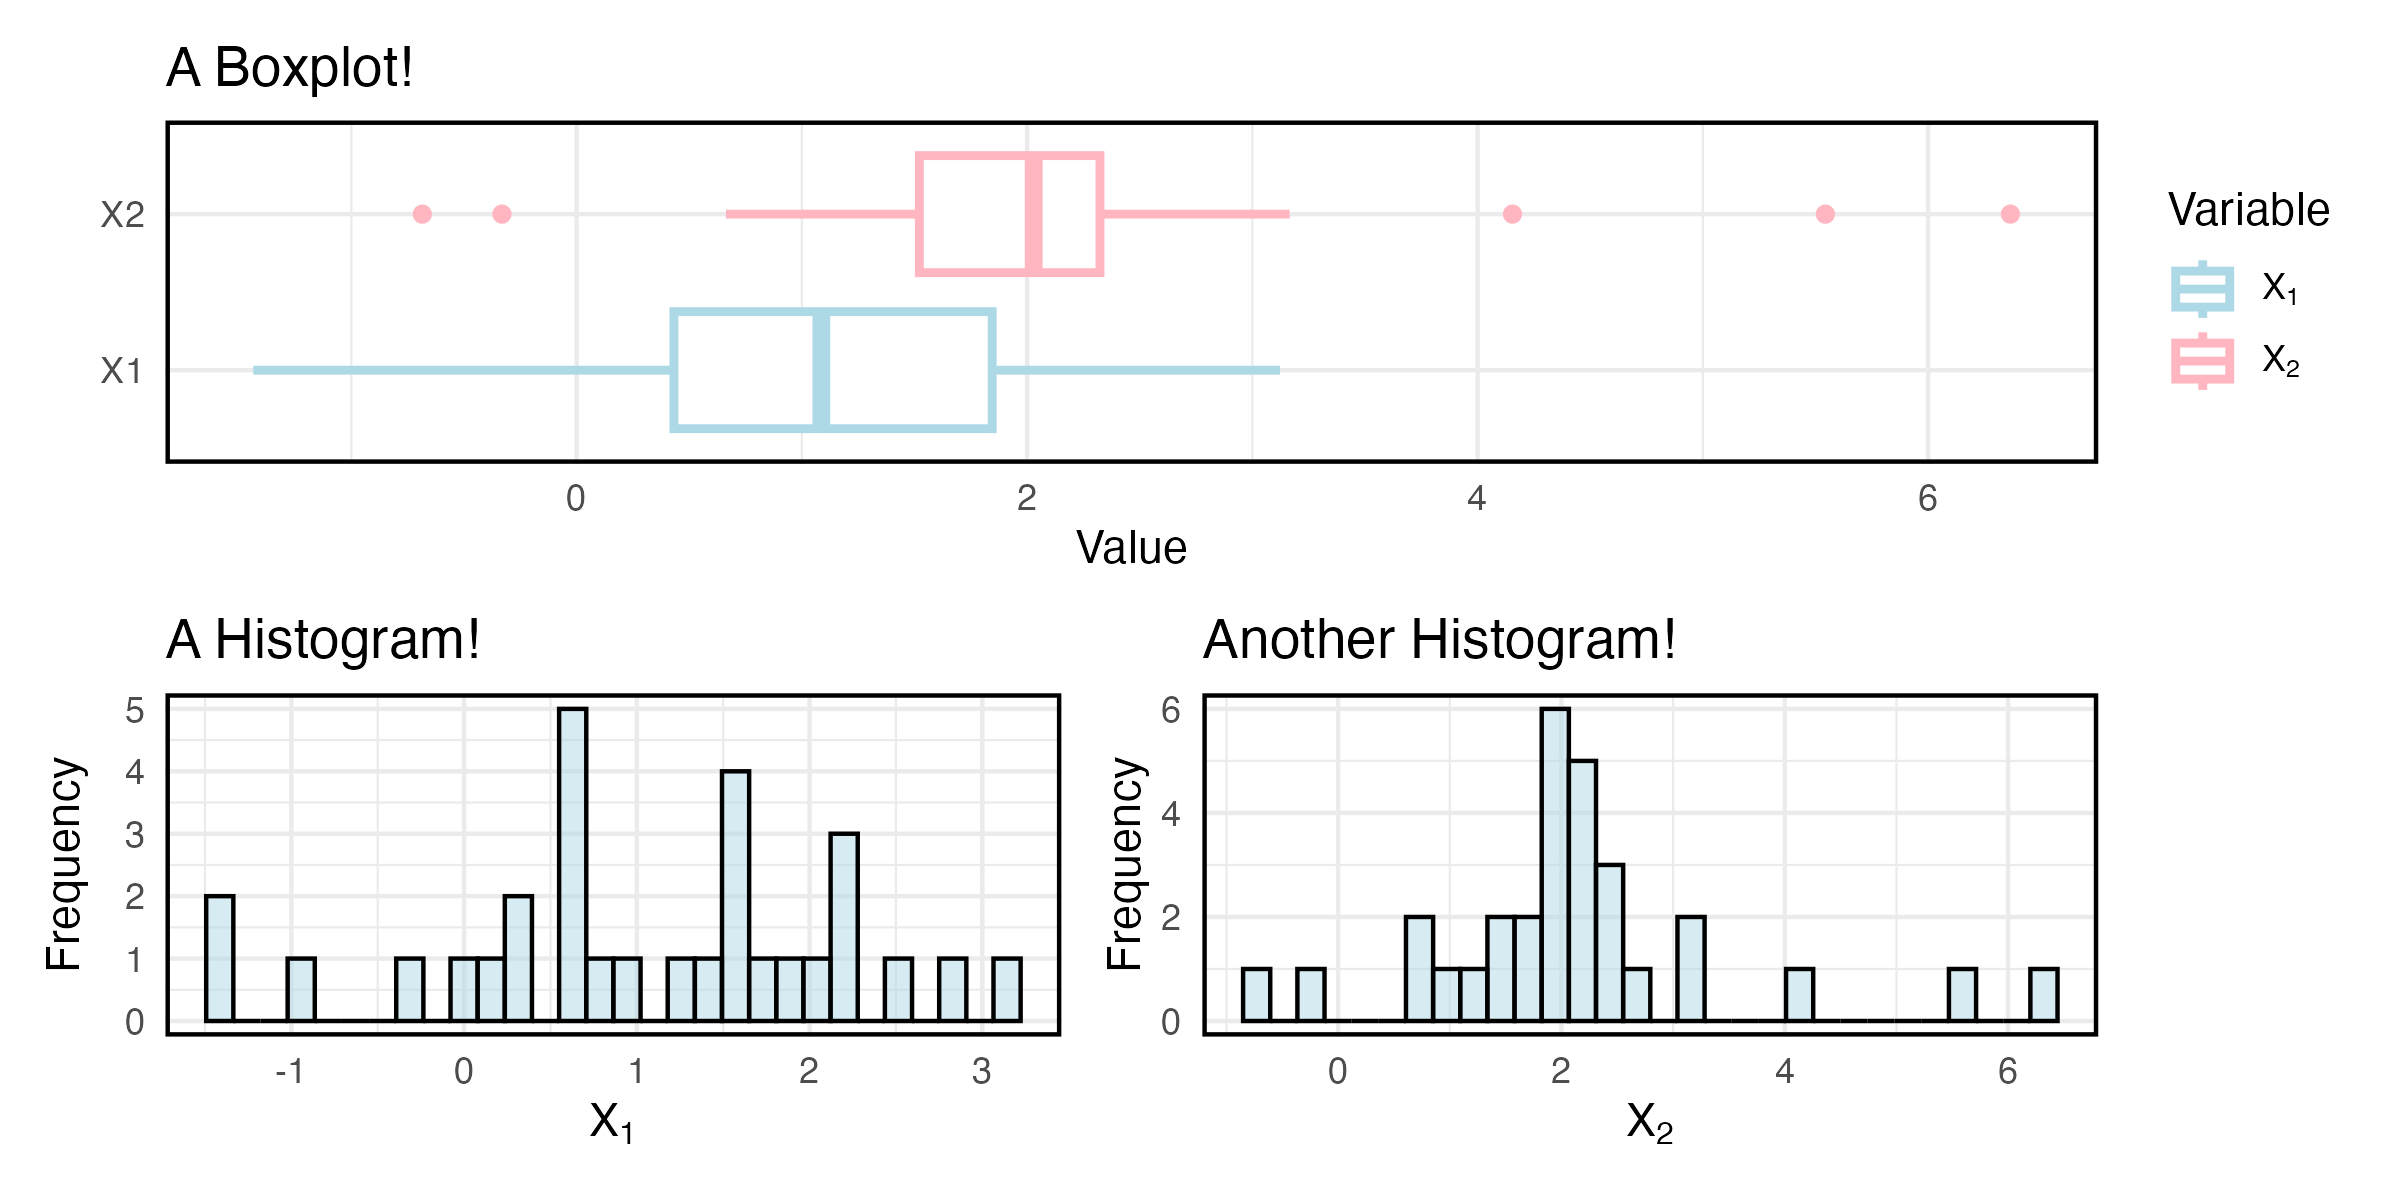 A Boxplot!
X2
X1
0 2 4 6
Value
Variable
X₁
X₂
A Histogram!
Frequency
5
4
3
2
1
0
-1 0 1 2 3
X₁
Another Histogram!
Frequency
6
4
2
0
0 2 4 6
X₂